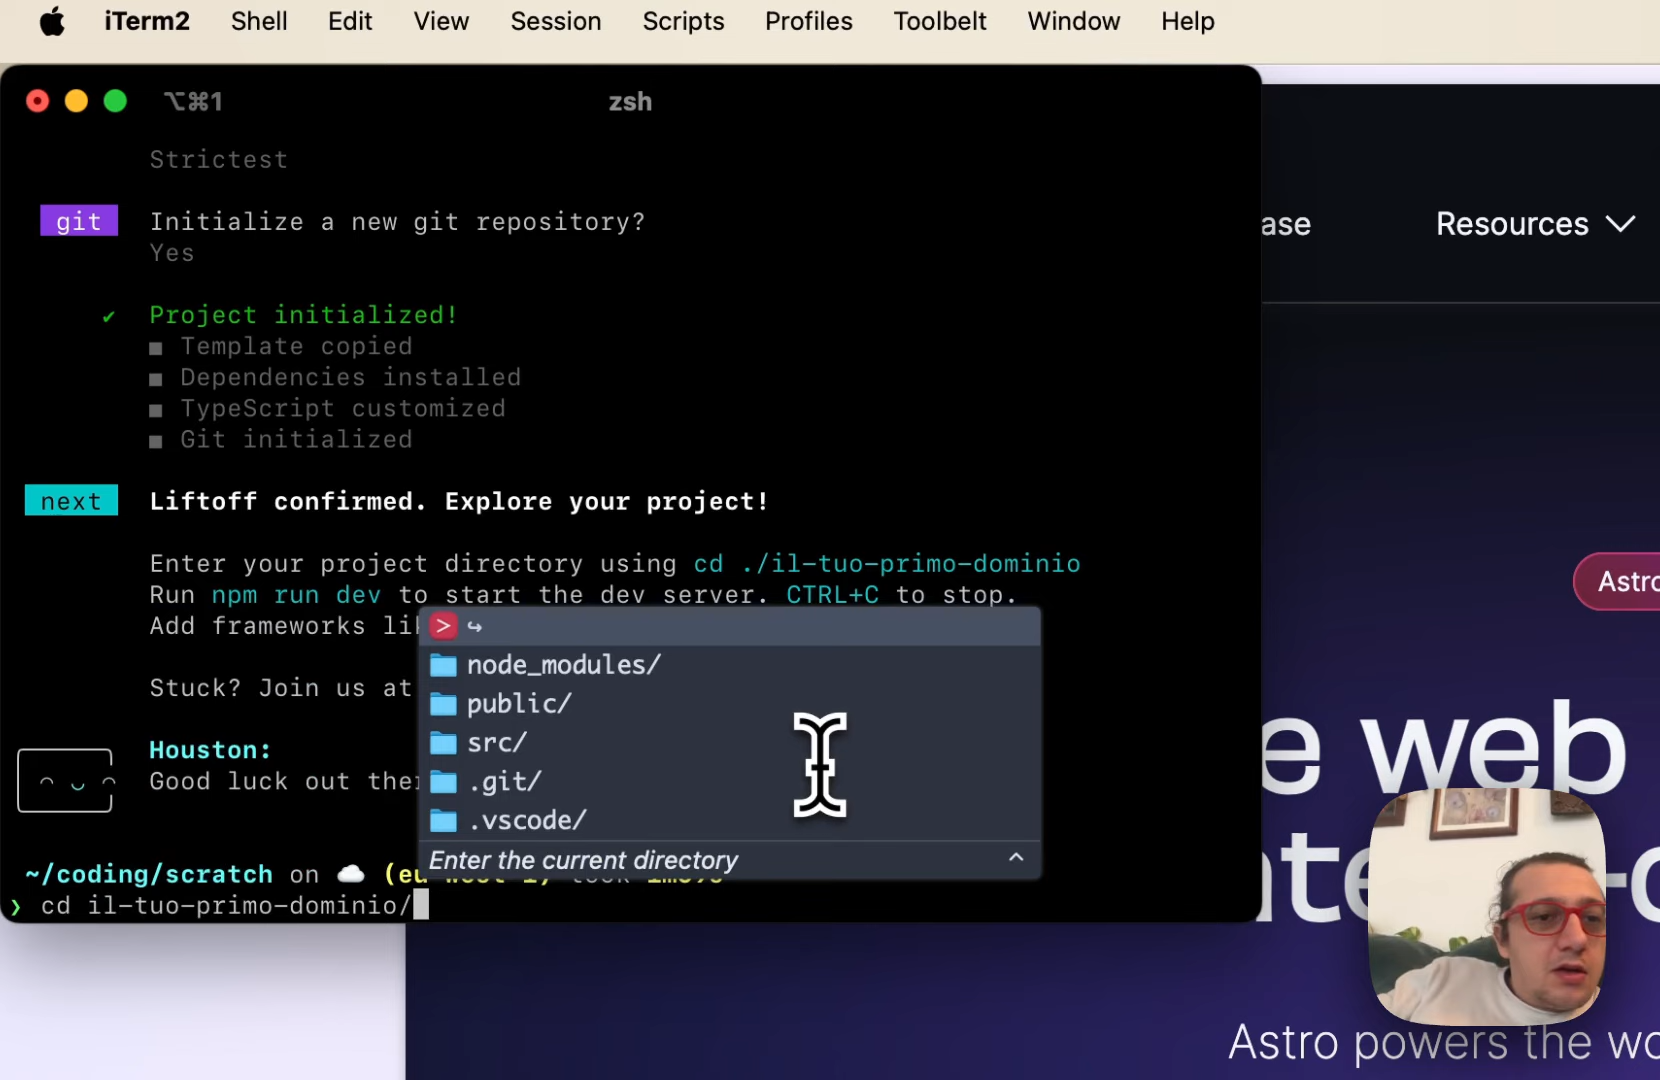 iTerm2 Shell Edit View Session Scripts Profiles Toolbelt Window Help
⌥⌘1 zsh
Strictest
git Initialize a new git repository?
Yes
ase Resources
✔ Project initialized!
■ Template copied
■ Dependencies installed
■ TypeScript customized
■ Git initialized
next Liftoff confirmed. Explore your project!
Enter your project directory using cd ./il-tuo-primo-dominio
Run npm run dev to start the dev server. CTRL+C to stop.
Add frameworks li
Astro
> ↪
node_modules/
Stuck? Join us at
public/
src/
Houston:
Good luck out the
.git/
.vscode/
e web
Enter the current directory
~/coding/scratch on
❯ cd il-tuo-primo-dominio/
Astro powers the wo